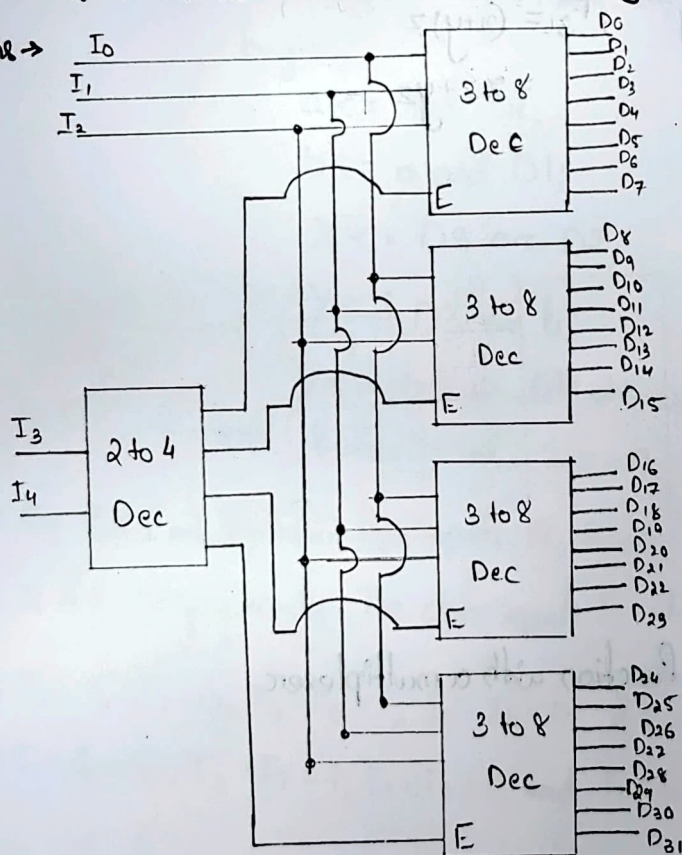 I0
I1
I2
3 to 8
Dec
E
D0
D1
D2
D3
D4
D5
D6
D7
3 to 8
Dec
E
D8
D9
D10
D11
D12
D13
D14
D15
I3
I4
2 to 4
Dec
3 to 8
Dec
E
D16
D17
D18
D19
D20
D21
D22
D23
3 to 8
Dec
E
D24
D25
D26
D27
D28
D29
D30
D31